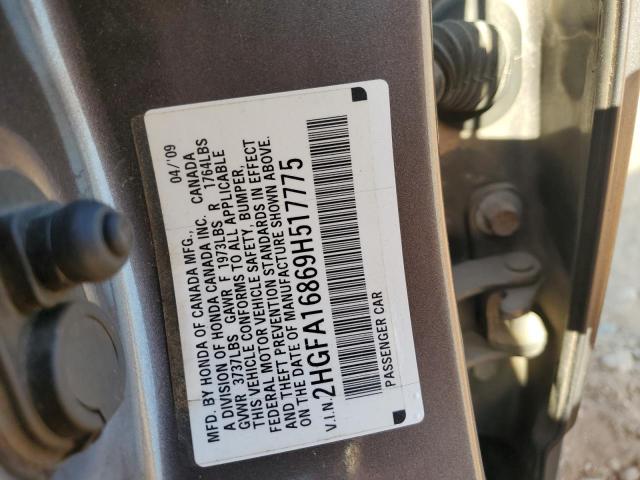 MFD. BY HONDA OF CANADA MFG., CANADA 04/'09
A DIVISION OF HONDA CANADA INC.
GVWR 3737LBS GAWR F 1973LBS R 1764LBS
THIS VEHICLE CONFORMS TO ALL APPLICABLE
FEDERAL MOTOR VEHICLE SAFETY, BUMPER,
AND THEFT PREVENTION STANDARDS IN EFFECT
ON THE DATE OF MANUFACTURE SHOWN ABOVE.
V.I.N. 2HGFA16869H517775
PASSENGER CAR